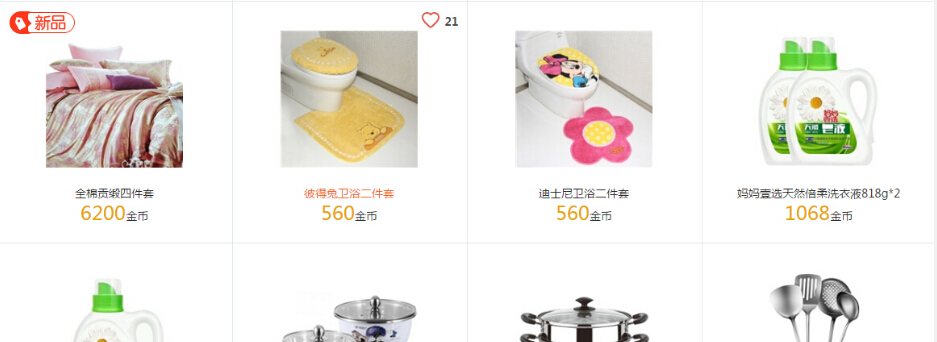 新品
21
全棉贡缎四件套
6200金币
彼得兔卫浴二件套
560金币
迪士尼卫浴二件套
560金币
妈妈壹选天然倍柔洗衣液818g*2
1068金币